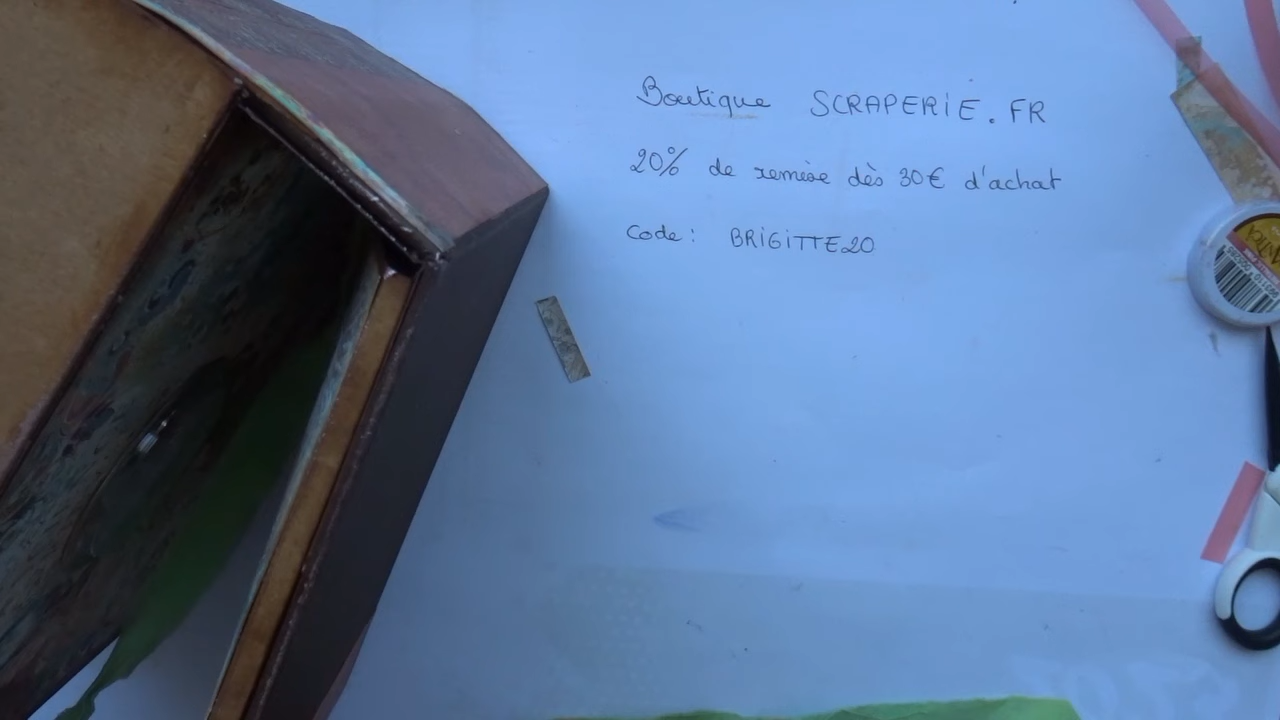 Boutique SCRAPERIE.FR
20% de remise dès 30€ d'achat
Code: BRIGITTE20